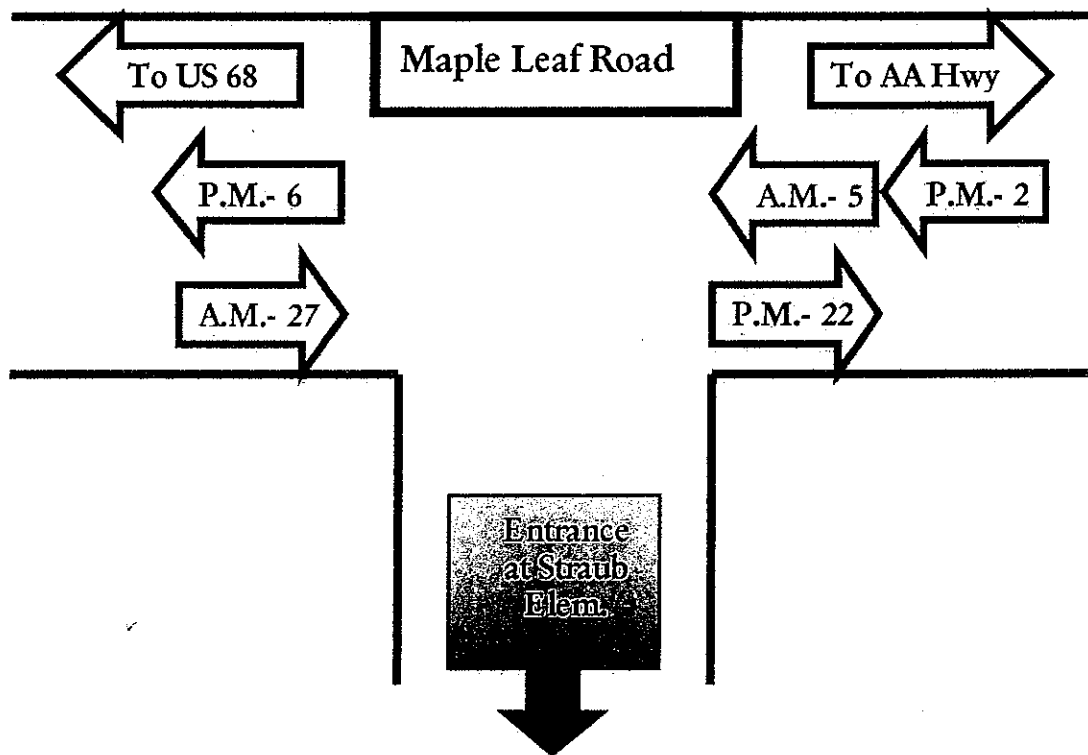 To US 68
Maple Leaf Road
To AA Hwy
P.M.- 6
A.M.- 5
P.M.- 2
A.M.- 27
P.M.- 22
Entrance
at Straub
Elem.